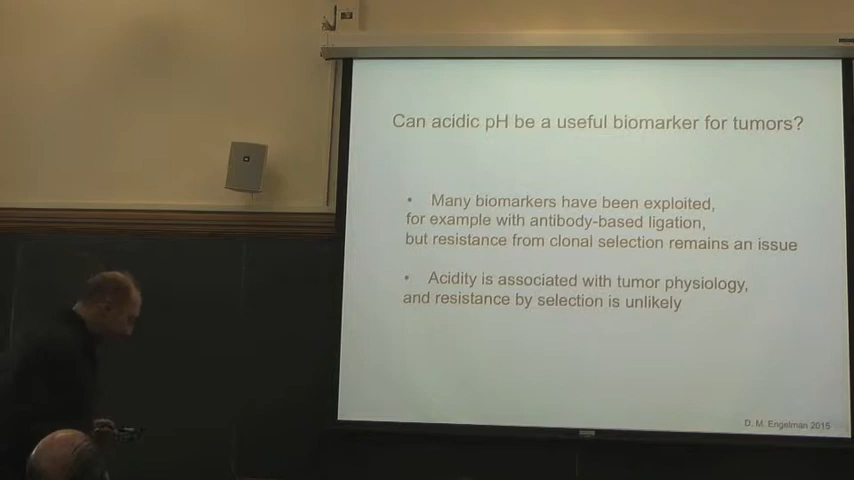 Can acidic pH be a useful biomarker for tumors?
• Many biomarkers have been exploited,
for example with antibody-based ligation,
but resistance from clonal selection remains an issue
• Acidity is associated with tumor physiology,
and resistance by selection is unlikely
D. M. Engelman 2015